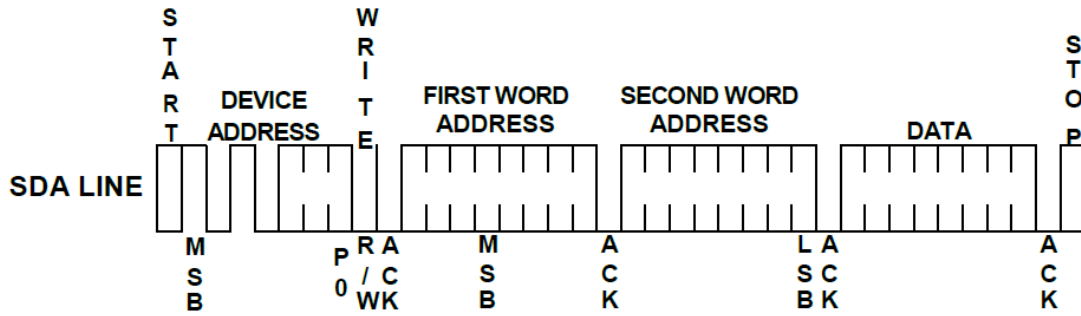 START
WRITE
STOP
DEVICE
ADDRESS
FIRST WORD
ADDRESS
SECOND WORD
ADDRESS
DATA
SDA LINE
MSB
P0
R/W
ACK
MSB
ACK
LSB
ACK
ACK